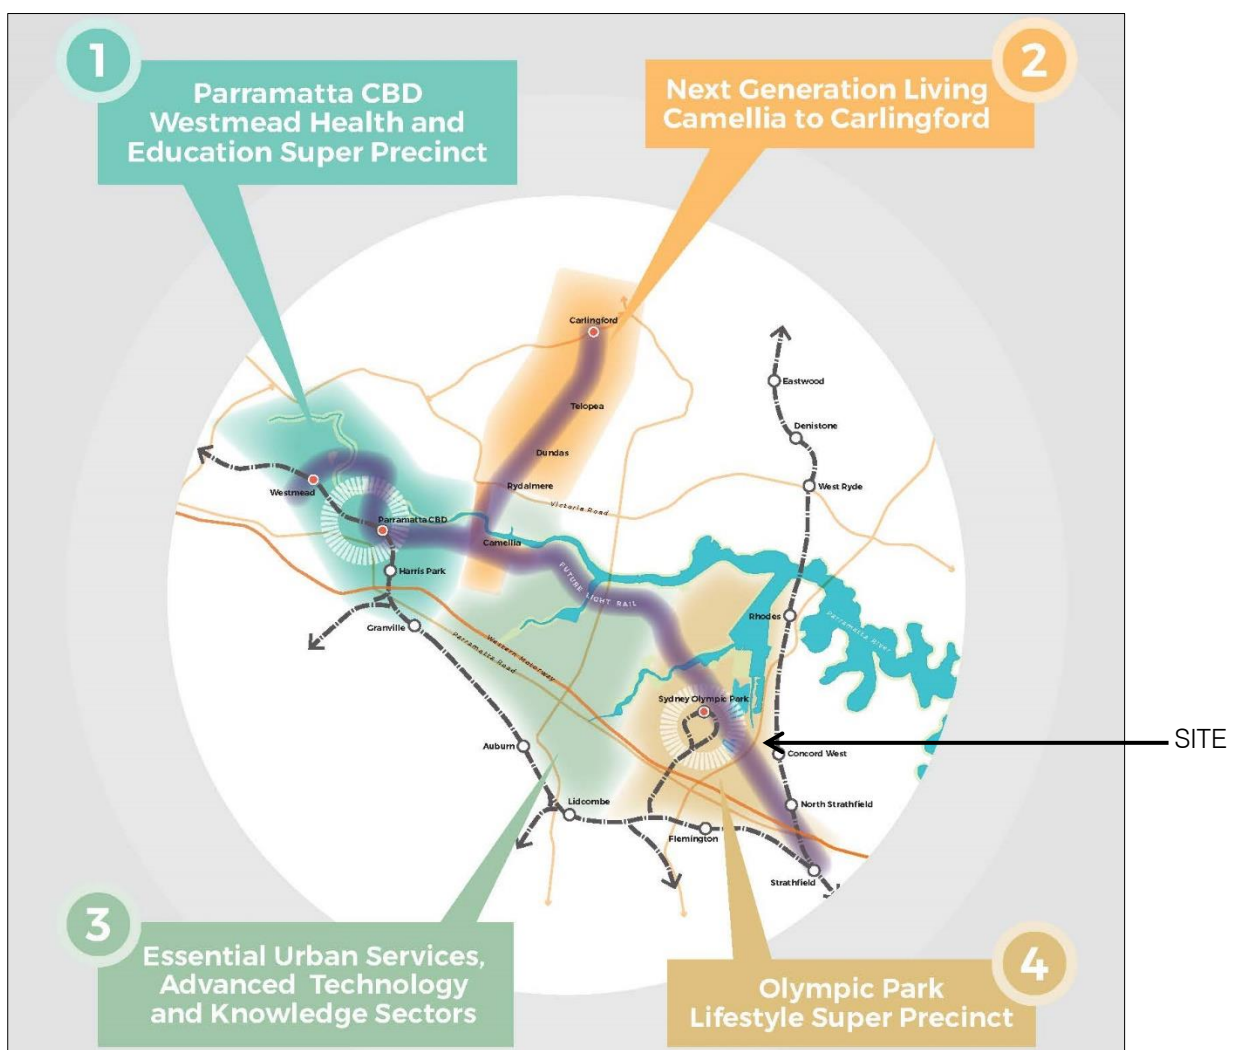 1
Parramatta CBD
Westmead Health and
Education Super Precinct
2
Next Generation Living
Camellia to Carlingford
Carlingford
Telopea
Dundas
Rydalmere
Victoria Road
Eastwood
Denistone
West Ryde
Westmead
Parramatta CBD
Camellia
Harris Park
Granville
FUTURE LIGHT RAIL
Rhodes
Parramatta River
Western Motorway
Parramatta Road
Sydney Olympic Park
SITE
Auburn
Concord West
Lidcombe
North Strathfield
Flemington
Strathfield
3
Essential Urban Services,
Advanced Technology
and Knowledge Sectors
4
Olympic Park
Lifestyle Super Precinct